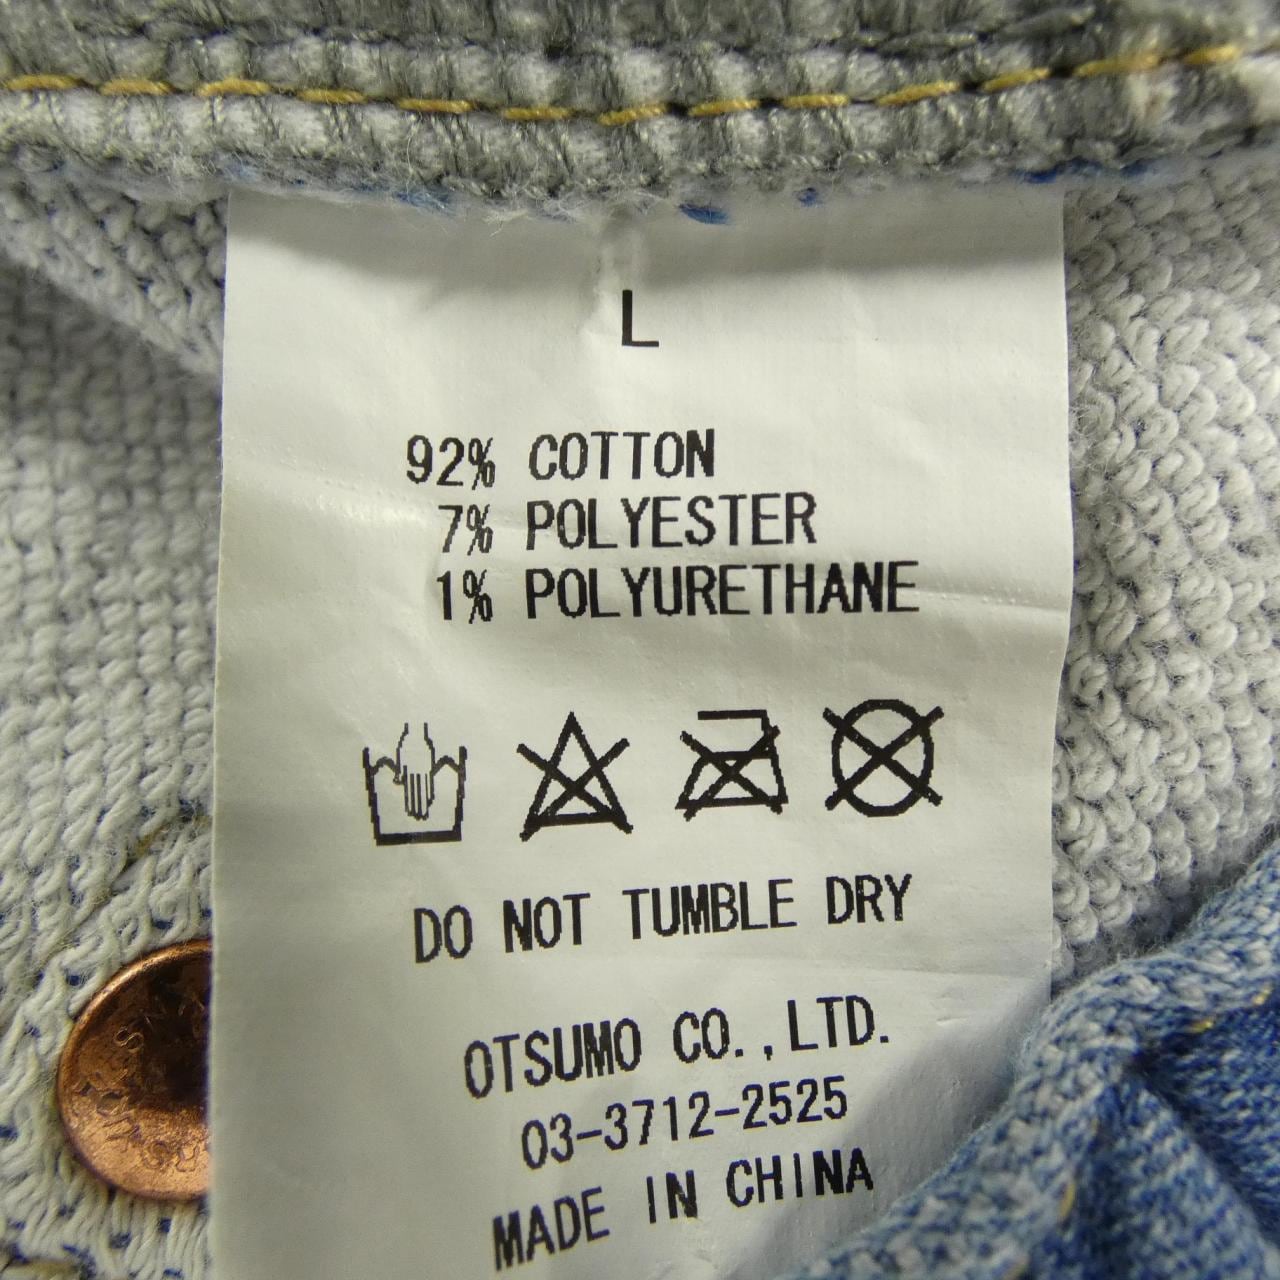 L
92% COTTON
7% POLYESTER
1% POLYURETHANE
DO NOT TUMBLE DRY
OTSUMO CO.,LTD.
03-3712-2525
MADE IN CHINA